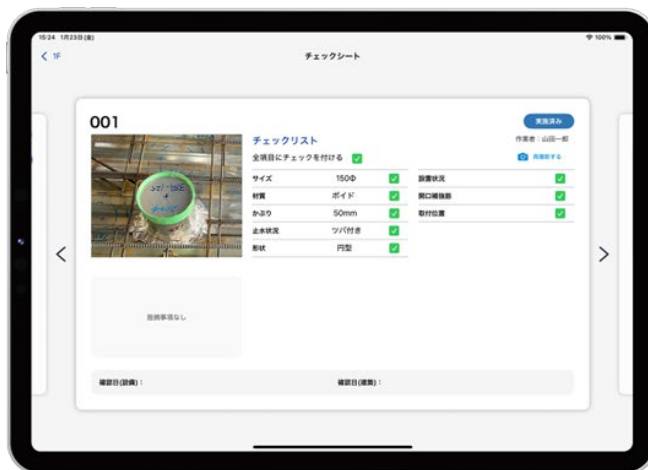 15:24 1月23日(金)
100%
1F
チェックシート
001
実施済み
作業者：山田一郎
チェックリスト
再撮影する
全項目にチェックを付ける
サイズ 150Φ
材質 ボイド
かぶり 50mm
止水状況 ツバ付き
形状 円型
設置状況
開口補強筋
取付位置
指摘事項なし
確認日(設備)：
確認日(建築)：